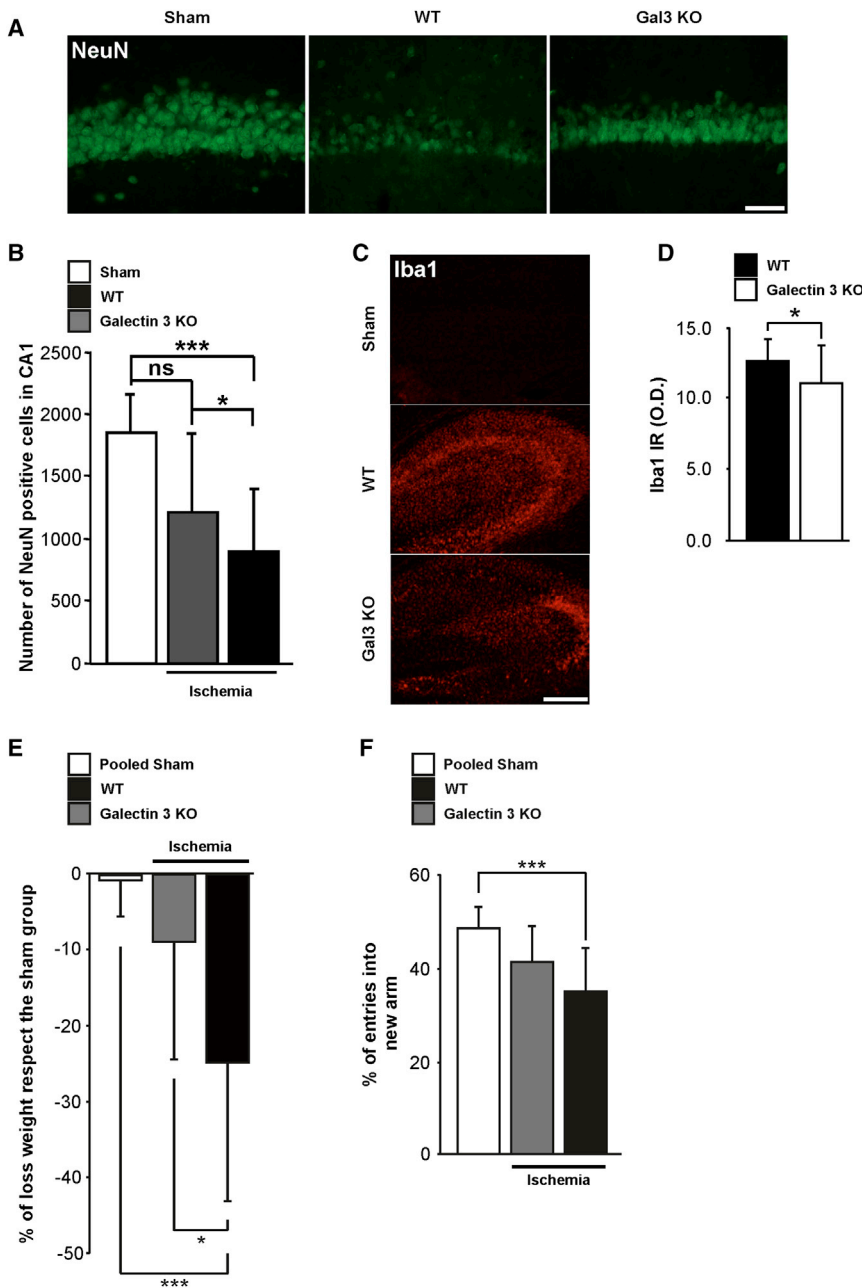 A
Sham
WT
Gal3 KO
NeuN
B
Sham
WT
Galectin 3 KO
Number of NeuN positive cells in CA1
2500
2000
1500
1000
500
0
***
ns
*
Ischemia
C
Iba1
Sham
WT
Gal3 KO
D
WT
Galectin 3 KO
Iba1 IR (O.D.)
15.0
10.0
5.0
0.0
*
E
Pooled Sham
WT
Galectin 3 KO
Ischemia
% of loss weight respect the sham group
0
-10
-20
-30
-40
-50
*
***
F
Pooled Sham
WT
Galectin 3 KO
% of entries into
new arm
60
40
20
0
***
Ischemia